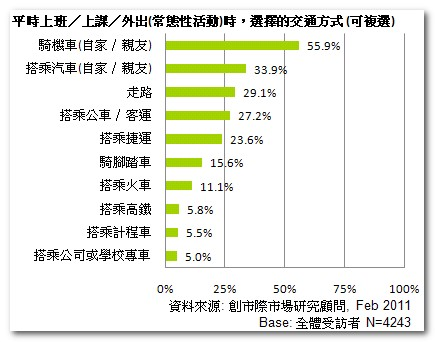 平時上班／上課／外出(常態性活動)時，選擇的交通方式 (可複選)
騎機車(自家 / 親友) 55.9%
搭乘汽車(自家 / 親友) 33.9%
走路 29.1%
搭乘公車 / 客運 27.2%
搭乘捷運 23.6%
騎腳踏車 15.6%
搭乘火車 11.1%
搭乘高鐵 5.8%
搭乘計程車 5.5%
搭乘公司或學校專車 5.0%
0% 25% 50% 75% 100%
資料來源: 創市際市場研究顧問, Feb 2011
Base: 全體受訪者 N=4243